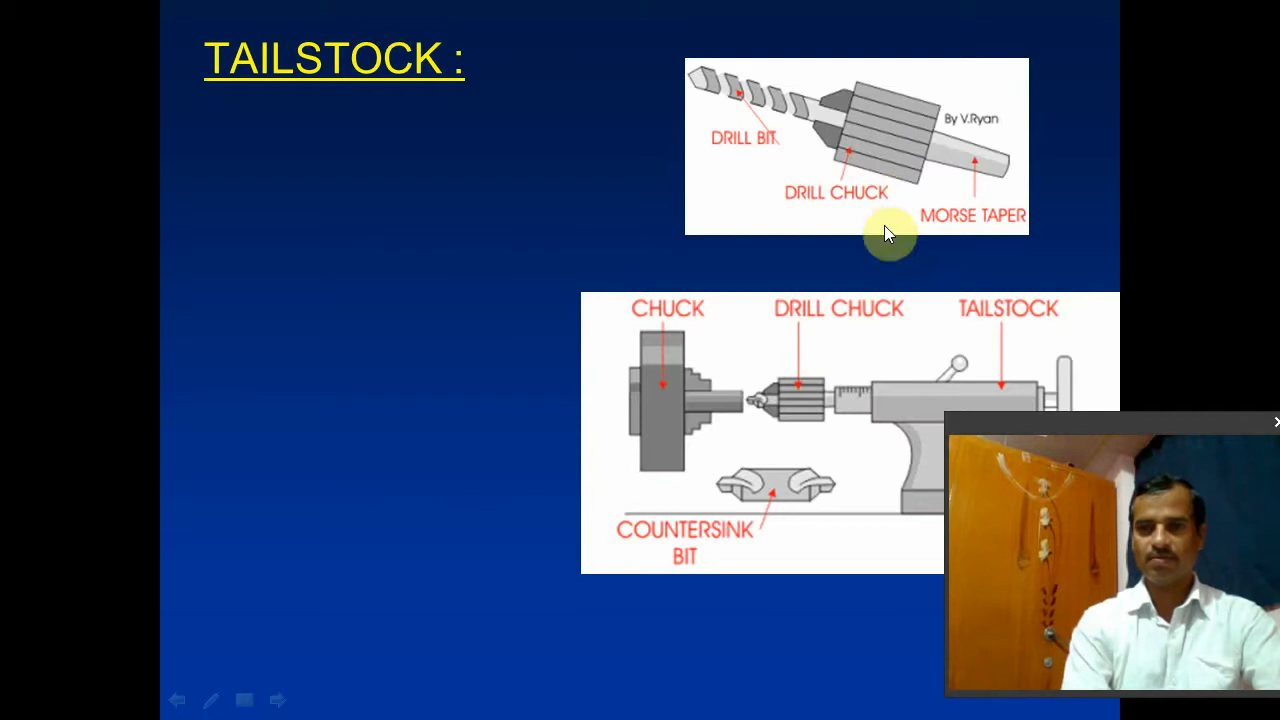 TAILSTOCK :
DRILL BIT
By V.Ryan
DRILL CHUCK
MORSE TAPER
CHUCK
DRILL CHUCK
TAILSTOCK
COUNTERSINK
BIT